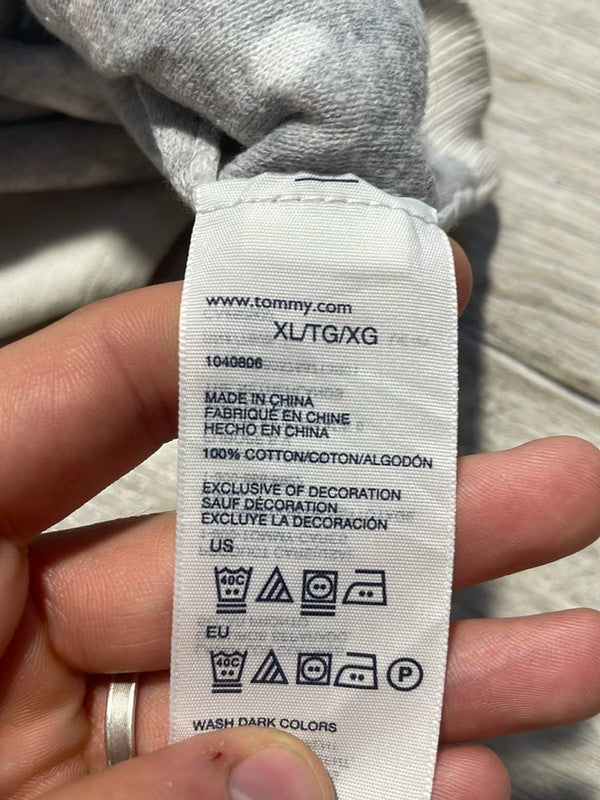 www.tommy.com
XL/TG/XG
1040806
MADE IN CHINA
FABRIQUÉ EN CHINE
HECHO EN CHINA
100% COTTON/COTON/ALGODÓN
EXCLUSIVE OF DECORATION
SAUF DÉCORATION
EXCLUYE LA DECORACIÓN
US
40C
EU
40C P
WASH DARK COLORS